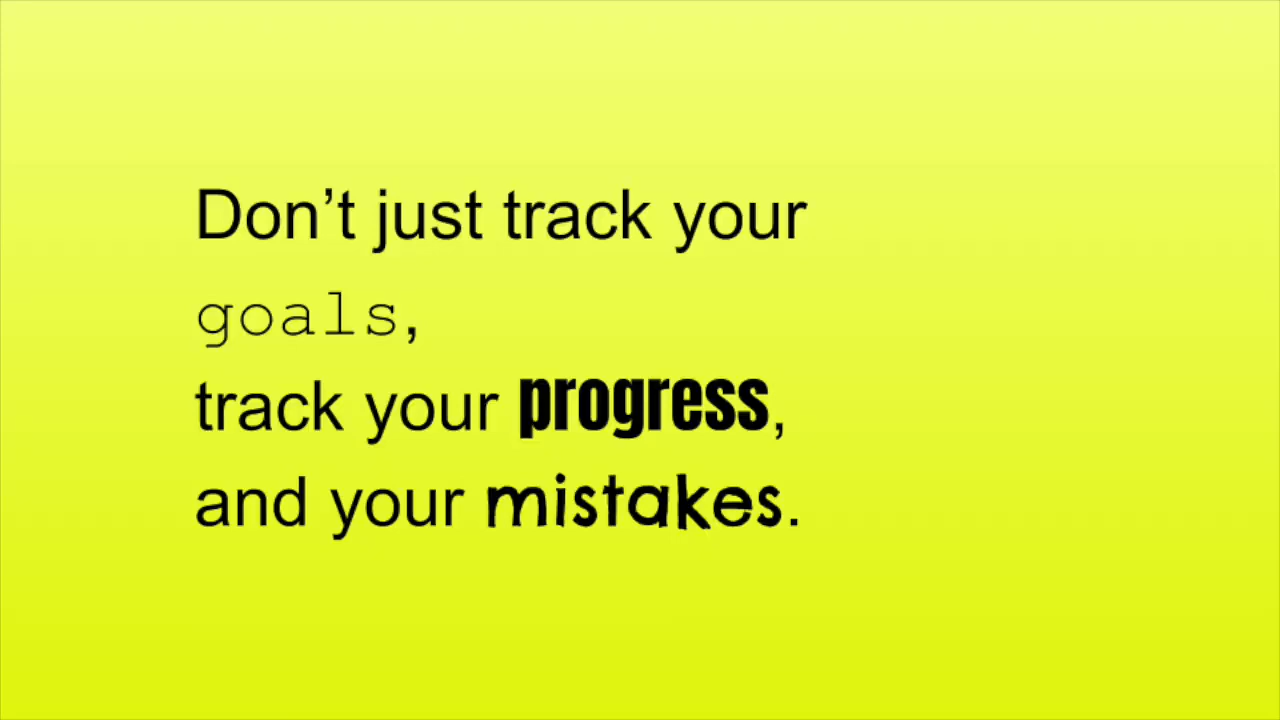 Don’t just track your
goals,
track your progress,
and your mistakes.